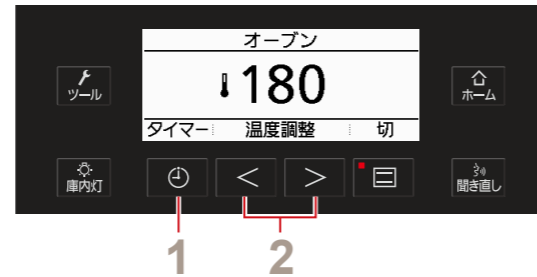 オーブン
ツール
180
ホーム
タイマー 温度調整 切
庫内灯
< >
聞き直し
1 2